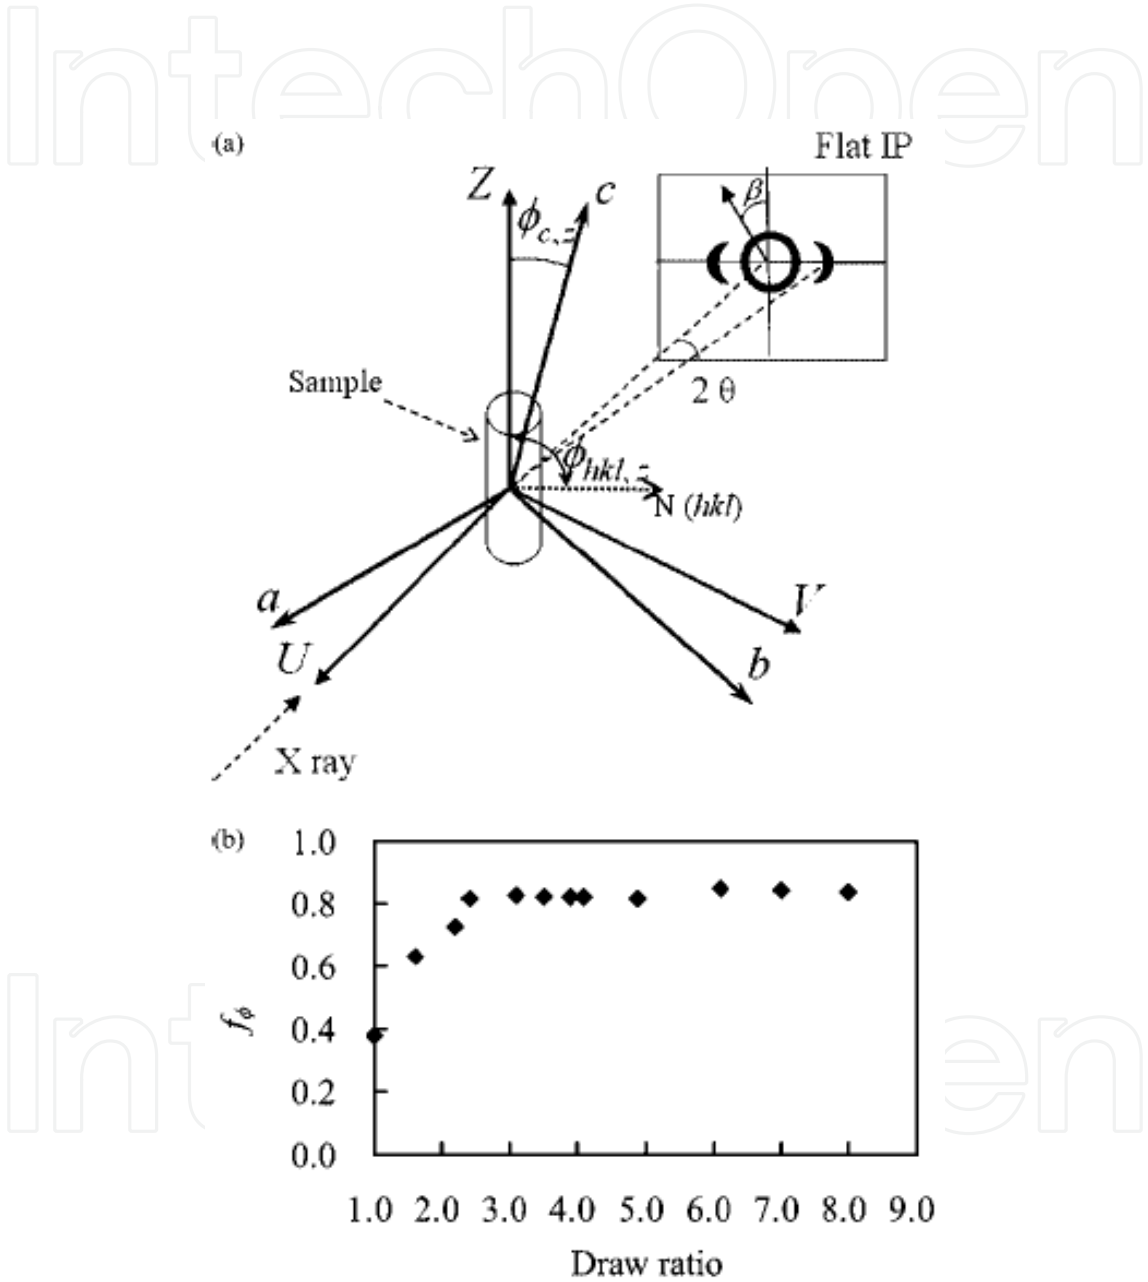 IntechOpen
(a)
Flat IP
Z
c
β
ϕc,z
Sample
2 θ
ϕhkl,z
N (hkl)
a
V
U
b
X ray
(b)
1.0
0.8
0.6
fϕ
0.4
0.2
0.0
1.0 2.0 3.0 4.0 5.0 6.0 7.0 8.0 9.0
Draw ratio